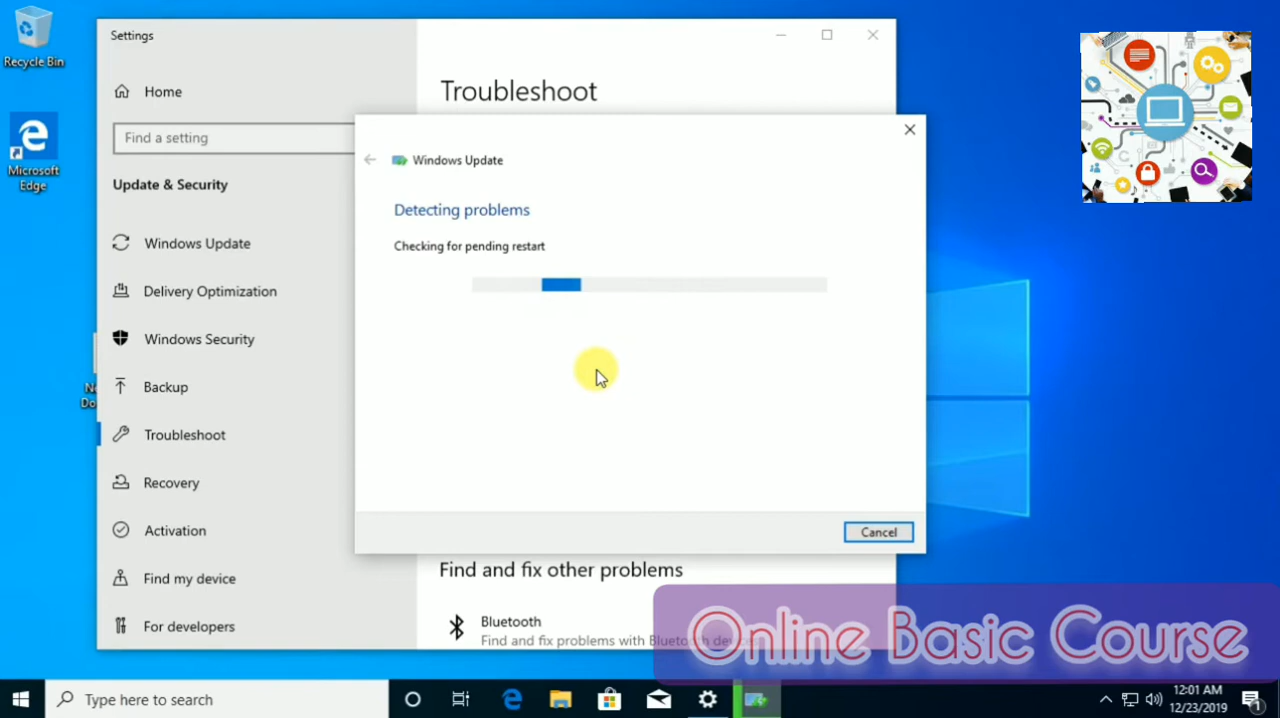 Recycle Bin
Microsoft
Edge
Settings
Home
Find a setting
Update & Security
Windows Update
Delivery Optimization
Windows Security
Backup
Troubleshoot
Recovery
Activation
Find my device
For developers
Troubleshoot
Windows Update
Detecting problems
Checking for pending restart
Cancel
Find and fix other problems
Bluetooth
Find and fix problems with Bluetooth devices
Online Basic Course
Type here to search
12:01 AM
12/23/2019
1